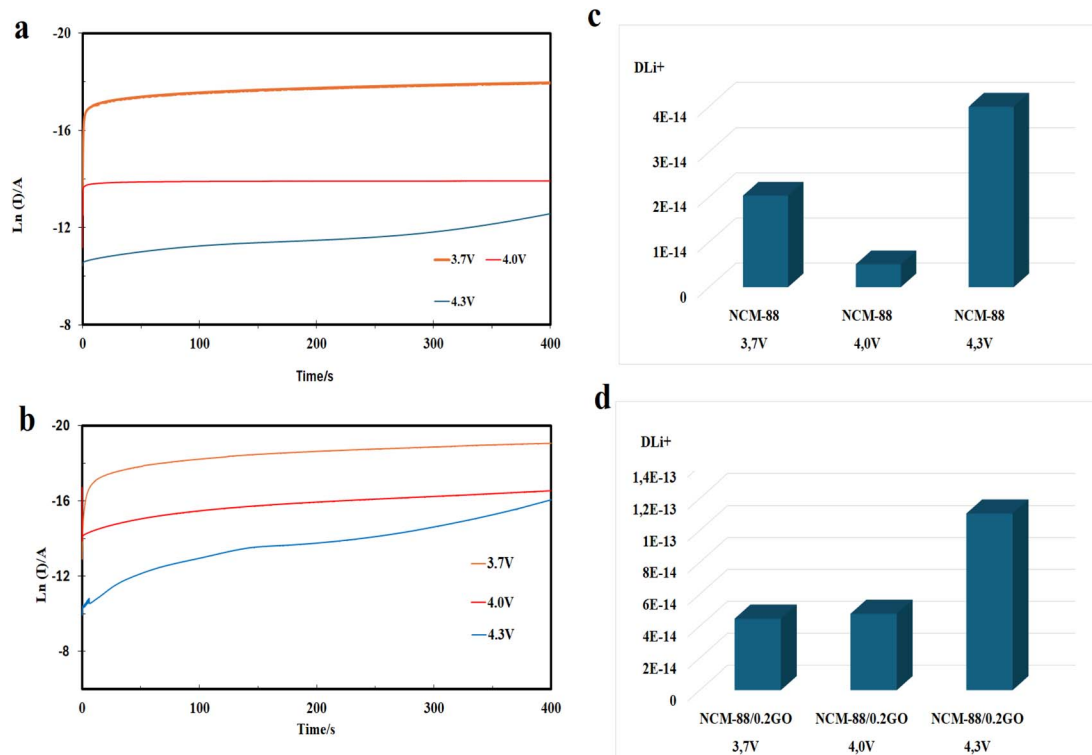 a
-20
-16
-12
-8
Ln (I)/A
3.7V 4.0V
4.3V
0 100 200 300 400
Time/s
b
-20
-16
-12
-8
Ln (I)/A
3.7V
4.0V
4.3V
0 100 200 300 400
Time/s
c
DLi+
4E-14
3E-14
2E-14
1E-14
0
NCM-88 NCM-88 NCM-88
3,7V 4,0V 4,3V
d
DLi+
1,4E-13
1,2E-13
1E-13
8E-14
6E-14
4E-14
2E-14
0
NCM-88/0.2GO NCM-88/0.2GO NCM-88/0.2GO
3,7V 4,0V 4,3V